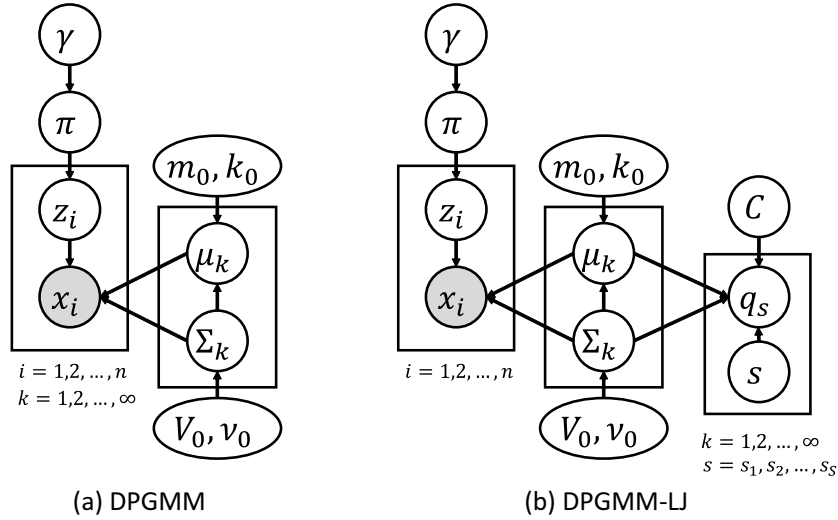 γ
π
z_i
x_i
m_0, k_0
μ_k
Σ_k
V_0, ν_0
i = 1,2, …, n
k = 1,2, …, ∞
(a) DPGMM
γ
π
z_i
x_i
m_0, k_0
μ_k
Σ_k
V_0, ν_0
C
q_s
s
i = 1,2, …, n
k = 1,2, …, ∞
s = s_1, s_2, …, s_S
(b) DPGMM-LJ